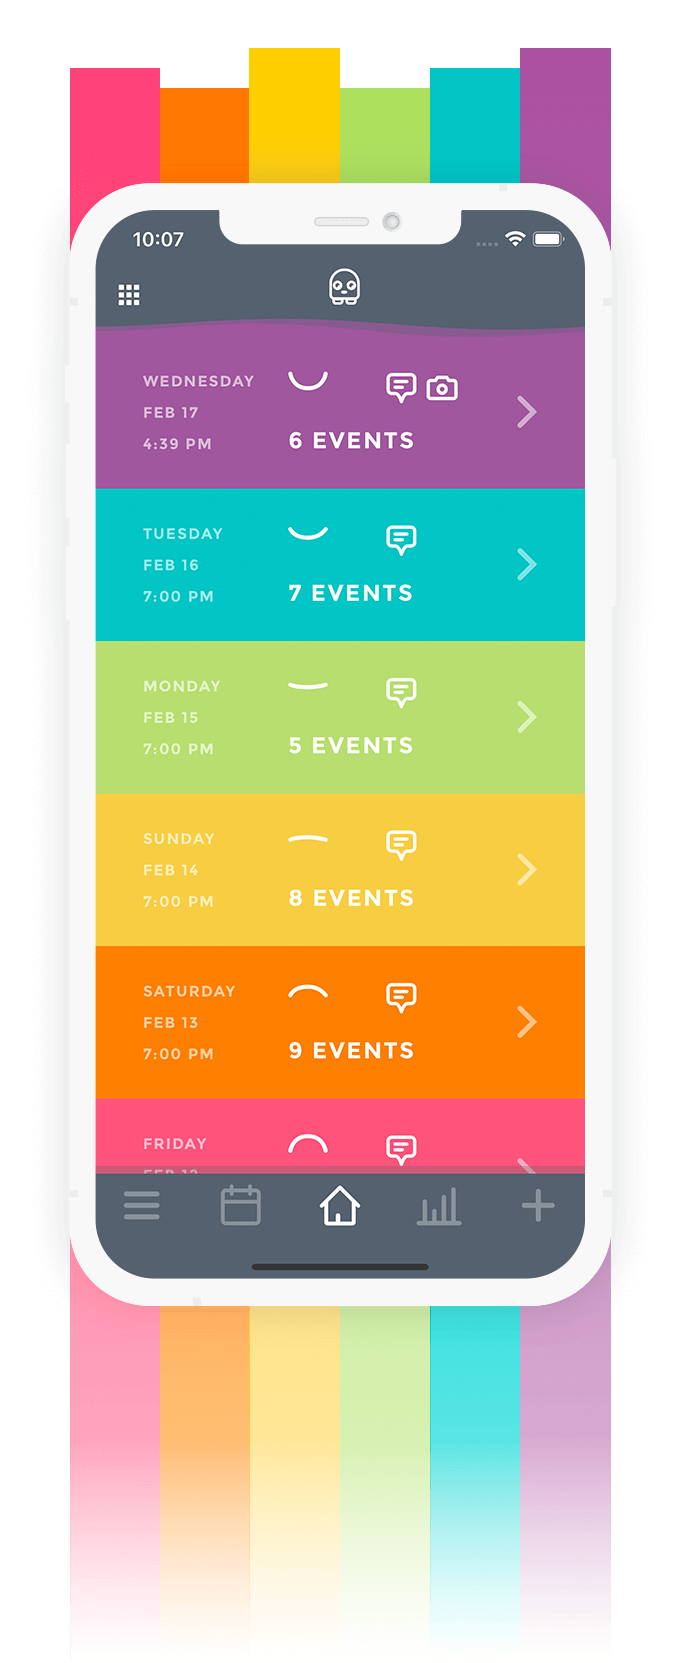 10:07
WEDNESDAY
FEB 17
4:39 PM
6 EVENTS
TUESDAY
FEB 16
7:00 PM
7 EVENTS
MONDAY
FEB 15
7:00 PM
5 EVENTS
SUNDAY
FEB 14
7:00 PM
8 EVENTS
SATURDAY
FEB 13
7:00 PM
9 EVENTS
FRIDAY